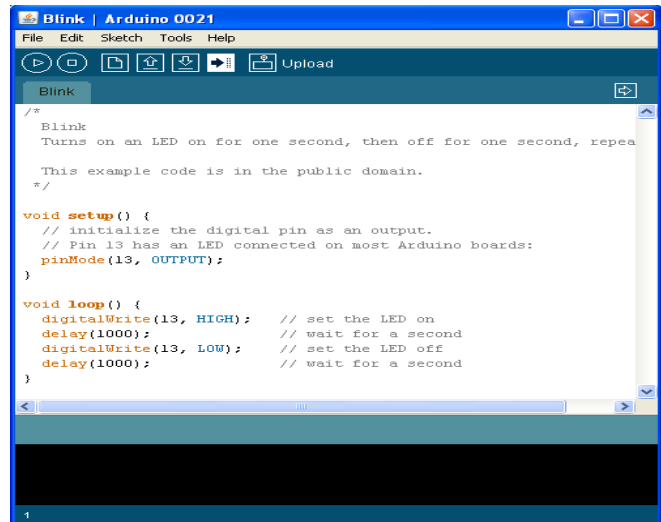 Blink | Arduino 0021
File Edit Sketch Tools Help
Upload
Blink
/*
  Blink
  Turns on an LED on for one second, then off for one second, repea

  This example code is in the public domain.
 */

void setup() {
  // initialize the digital pin as an output.
  // Pin 13 has an LED connected on most Arduino boards:
  pinMode(13, OUTPUT);
}

void loop() {
  digitalWrite(13, HIGH);   // set the LED on
  delay(1000);              // wait for a second
  digitalWrite(13, LOW);    // set the LED off
  delay(1000);              // wait for a second
}
1